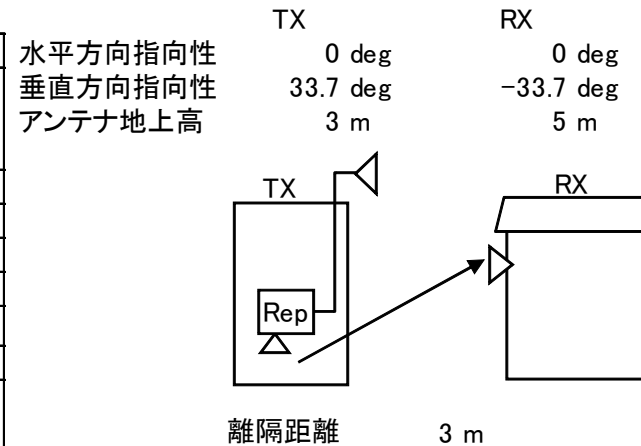 TX RX
水平方向指向性 0 deg 0 deg
垂直方向指向性 33.7 deg -33.7 deg
アンテナ地上高 3 m 5 m
TX RX
Rep
離隔距離 3 m